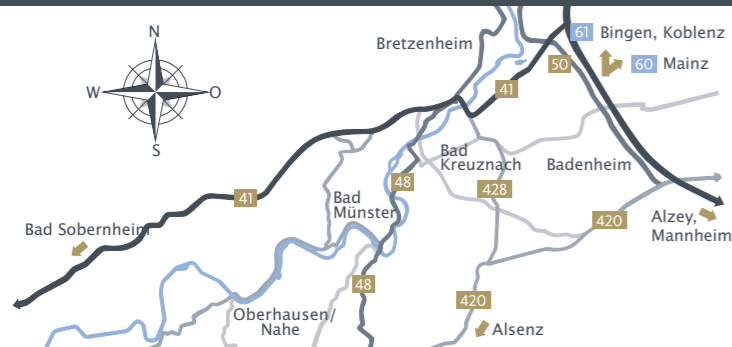 N
W
O
S
Bretzenheim
61 Bingen, Koblenz
50
60 Mainz
41
Bad
Kreuznach
Badenheim
48
428
41
Bad
Münster
420
Alzey,
Mannheim
Bad Sobernheim
48
420
Oberhausen/
Nahe
Alsenz